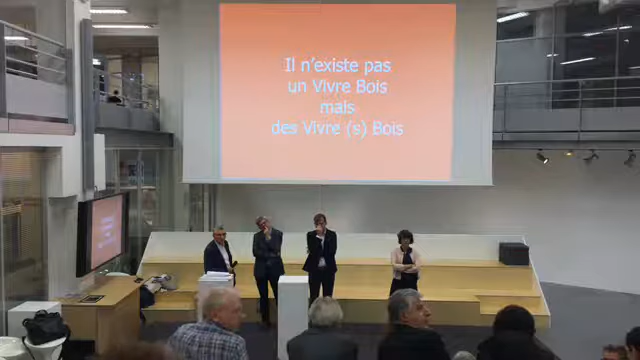 Il n'existe pas
un Vivre Bois
mais
des Vivre (s) Bois